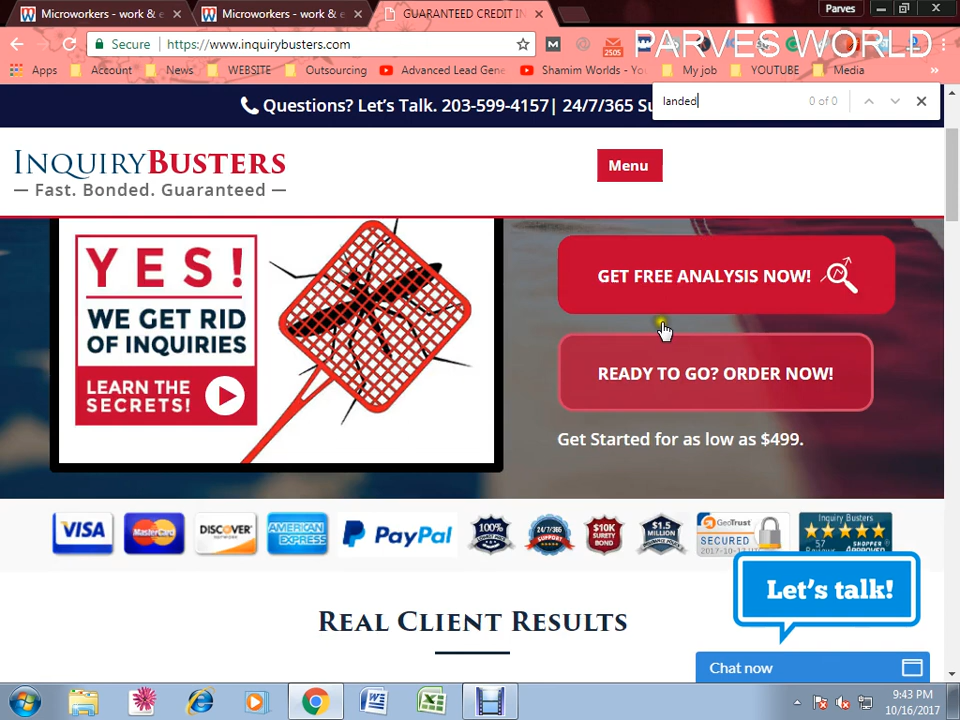 Microworkers - work & e
Microworkers - work & e
GUARANTEED CREDIT IN
Parves
Secure
https://www.inquirybusters.com
2505
PARVES WORLD
Apps
Account
News
WEBSITE
Outsourcing
Advanced Lead Gene
Shamim Worlds - Yo
My job
YOUTUBE
Media
»
landed
0 of 0
Questions? Let's Talk. 203-599-4157| 24/7/365 Su
INQUIRYBUSTERS
— Fast. Bonded. Guaranteed —
Menu
YES!
WE GET RID
OF INQUIRIES
LEARN THE
SECRETS!
GET FREE ANALYSIS NOW!
READY TO GO? ORDER NOW!
Get Started for as low as $499.
VISA
MasterCard
DISCOVER
AMERICAN
EXPRESS
PayPal
100%
24/7/365
SUPPORT
$10K
SURETY
BOND
$1.5
MILLION
GeoTrust
SECURED
Inquiry Busters
57
SHOPPER
APPROVED
Let's talk!
REAL CLIENT RESULTS
Chat now
9:43 PM
10/16/2017